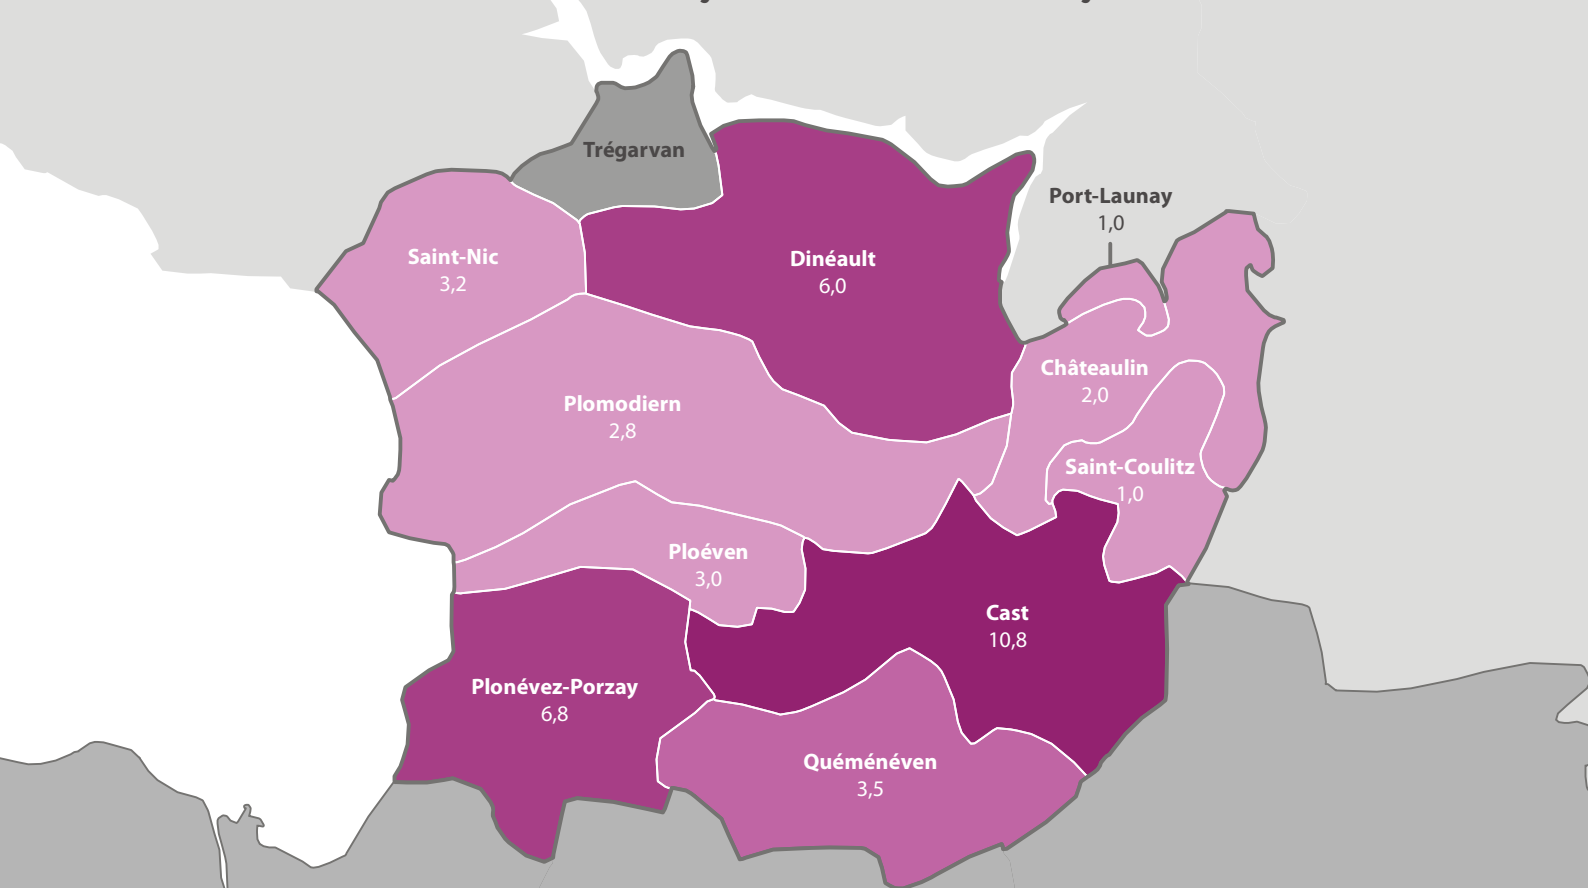 Trégarvan
Port-Launay
1,0
Saint-Nic
3,2
Dinéault
6,0
Châteaulin
2,0
Plomodiern
2,8
Saint-Coulitz
1,0
Ploéven
3,0
Cast
10,8
Plonévez-Porzay
6,8
Quéménéven
3,5